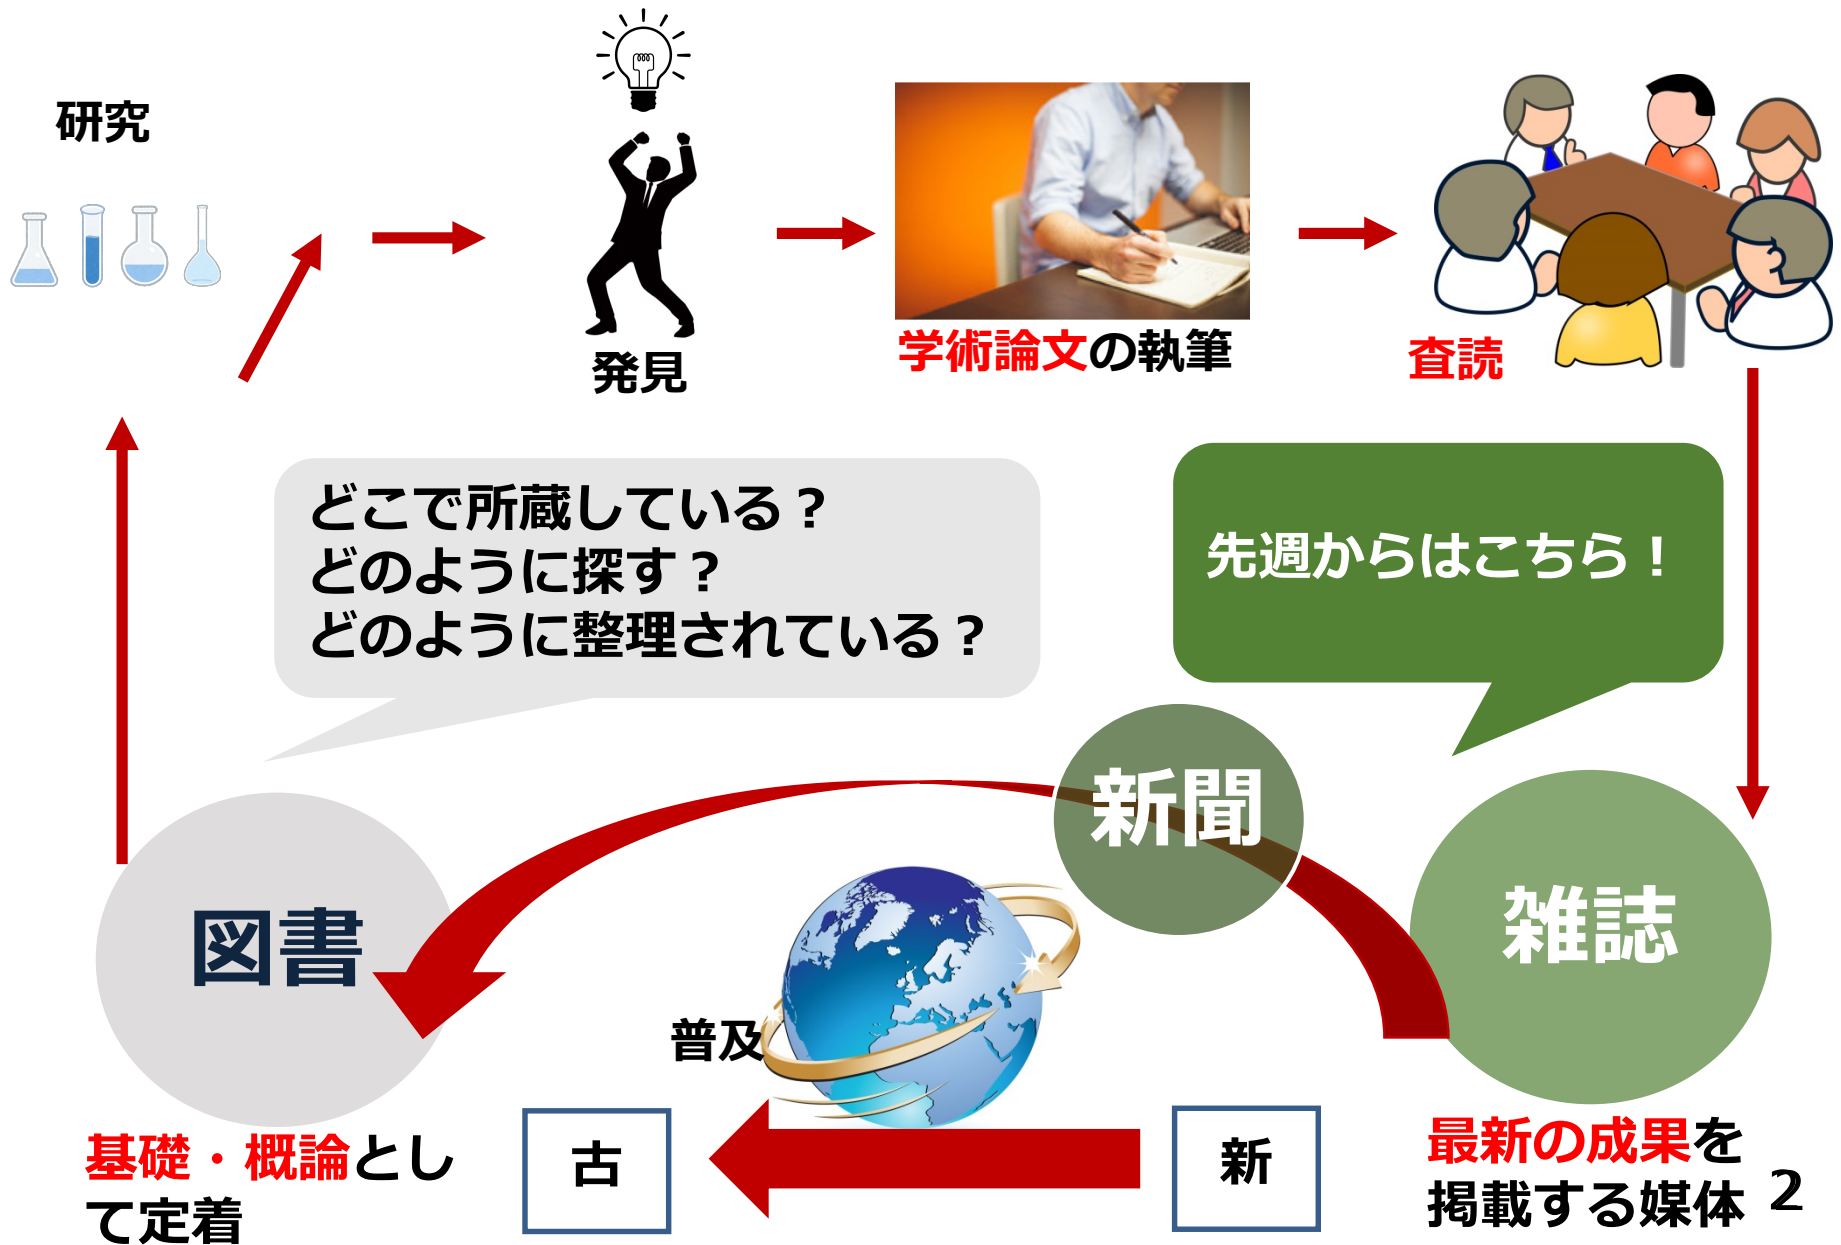 研究
発見
学術論文の執筆
査読
どこで所蔵している？
どのように探す？
どのように整理されている？
先週からはこちら！
新聞
雑誌
図書
普及
古
新
基礎・概論とし
て定着
最新の成果を
掲載する媒体
2